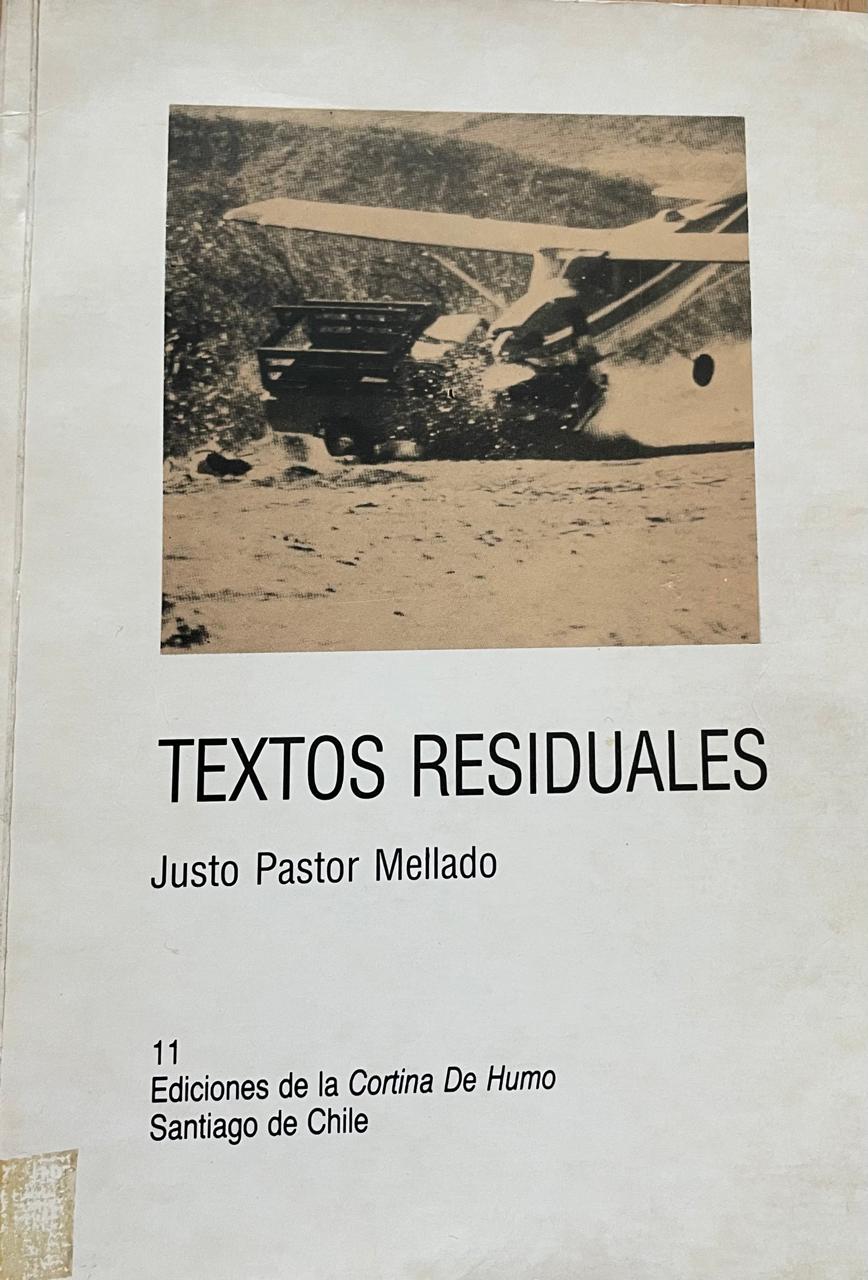 TEXTOS RESIDUALES
Justo Pastor Mellado
11
Ediciones de la Cortina De Humo
Santiago de Chile